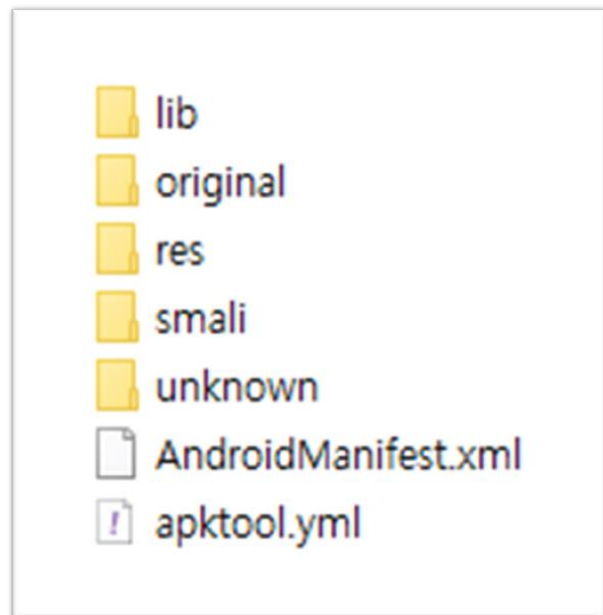 lib
original
res
smali
unknown
AndroidManifest.xml
apktool.yml